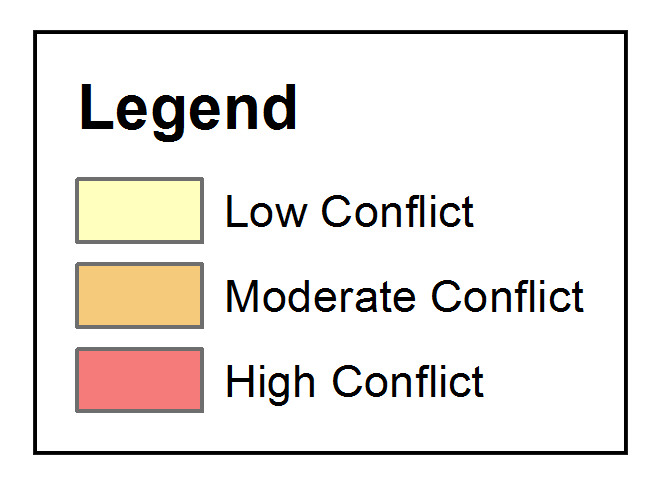 Legend
Low Conflict
Moderate Conflict
High Conflict